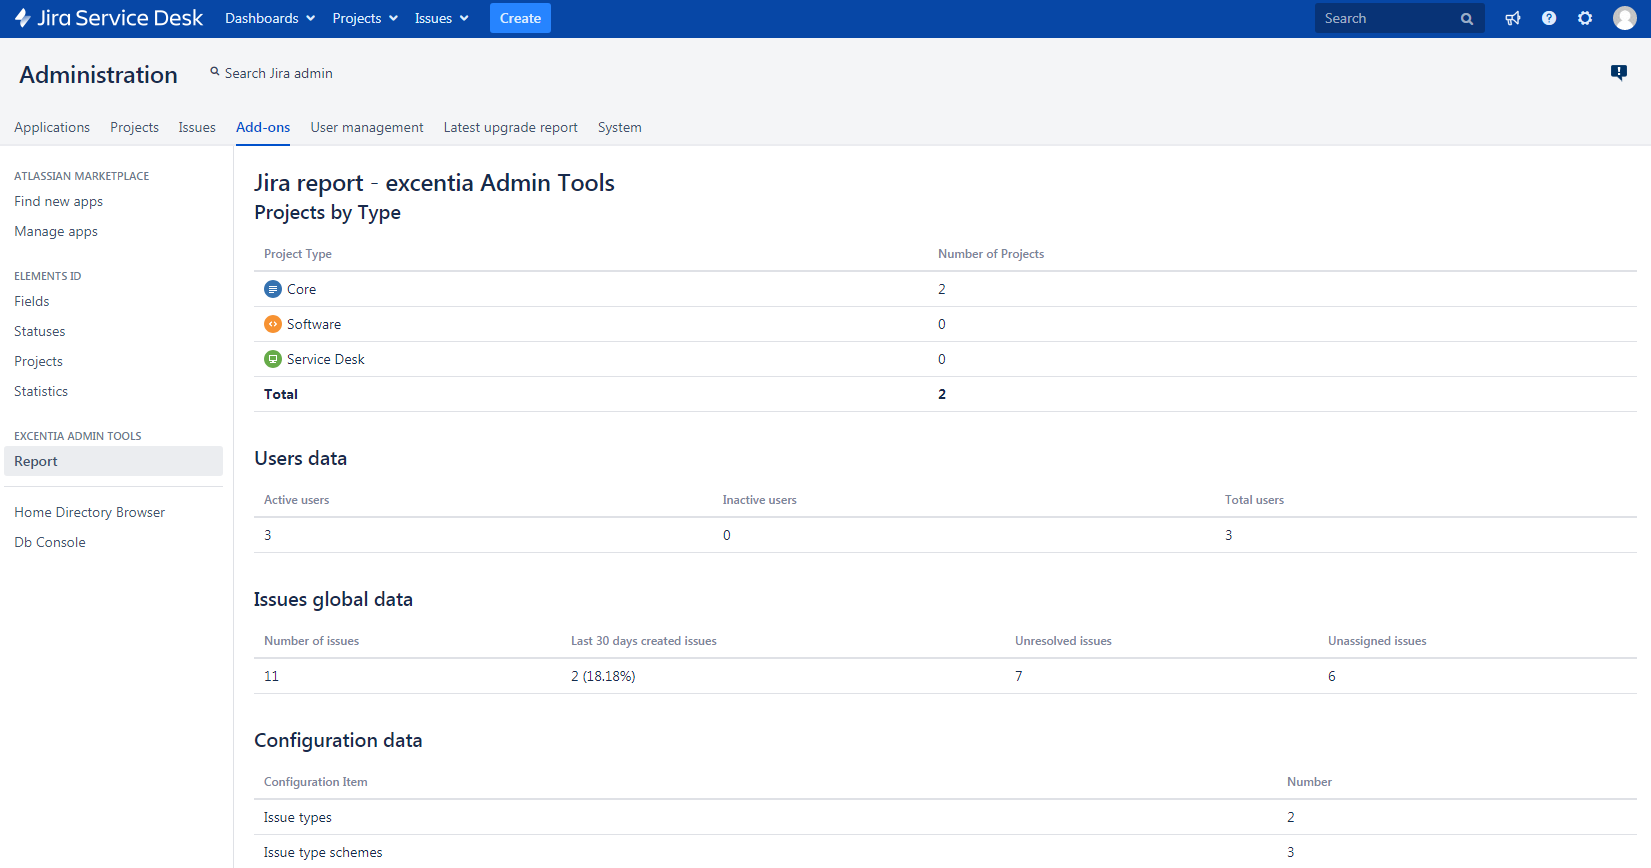 Jira Service Desk Dashboards Projects Issues Create Search
Administration Search Jira admin
Applications Projects Issues Add-ons User management Latest upgrade report System
ATLASSIAN MARKETPLACE
Find new apps
Manage apps
ELEMENTS ID
Fields
Statuses
Projects
Statistics
EXCENTIA ADMIN TOOLS
Report
Home Directory Browser
Db Console
Jira report - excentia Admin Tools
Projects by Type
Project Type Number of Projects
Core 2
Software 0
Service Desk 0
Total 2
Users data
Active users Inactive users Total users
3 0 3
Issues global data
Number of issues Last 30 days created issues Unresolved issues Unassigned issues
11 2 (18.18%) 7 6
Configuration data
Configuration Item Number
Issue types 2
Issue type schemes 3